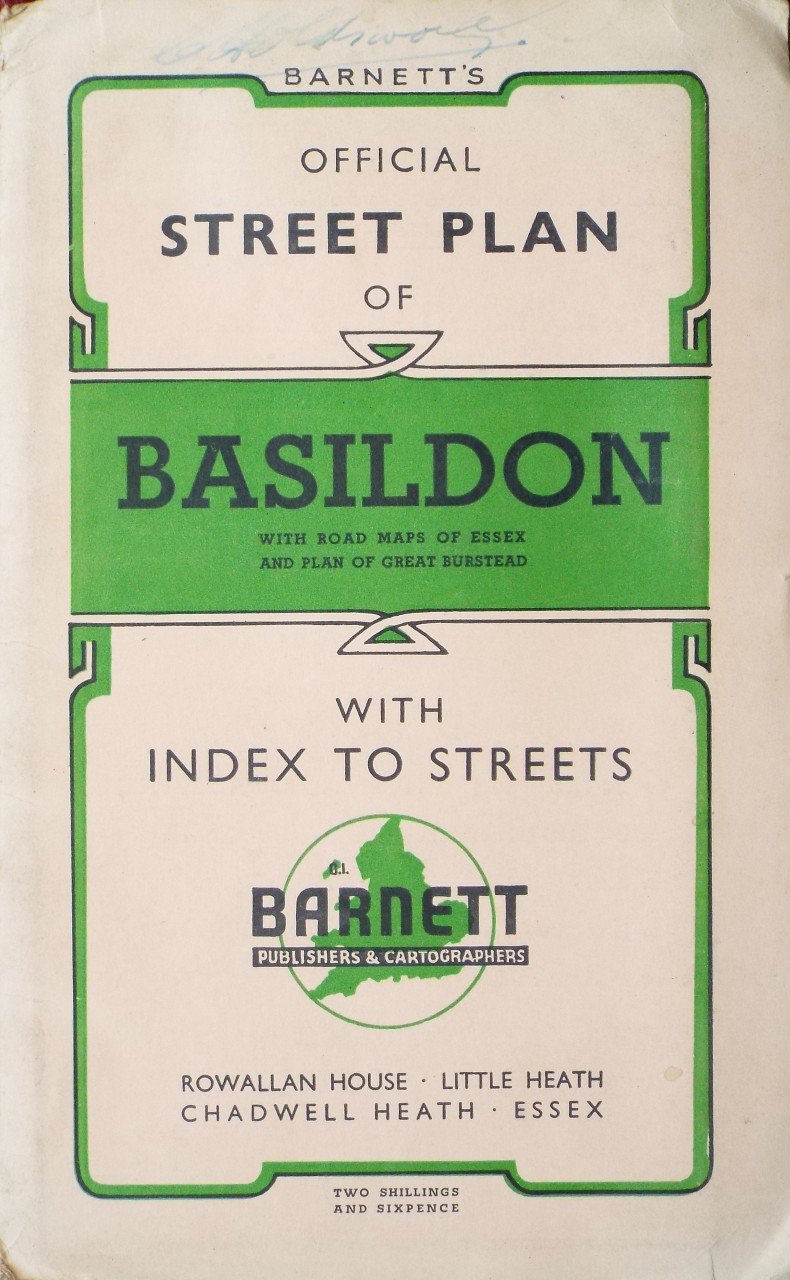 BARNETT'S
OFFICIAL
STREET PLAN
OF
BASILDON
WITH ROAD MAPS OF ESSEX
AND PLAN OF GREAT BURSTEAD
WITH
INDEX TO STREETS
G.I.
BARNETT
PUBLISHERS & CARTOGRAPHERS
ROWALLAN HOUSE · LITTLE HEATH
CHADWELL HEATH · ESSEX
TWO SHILLINGS
AND SIXPENCE